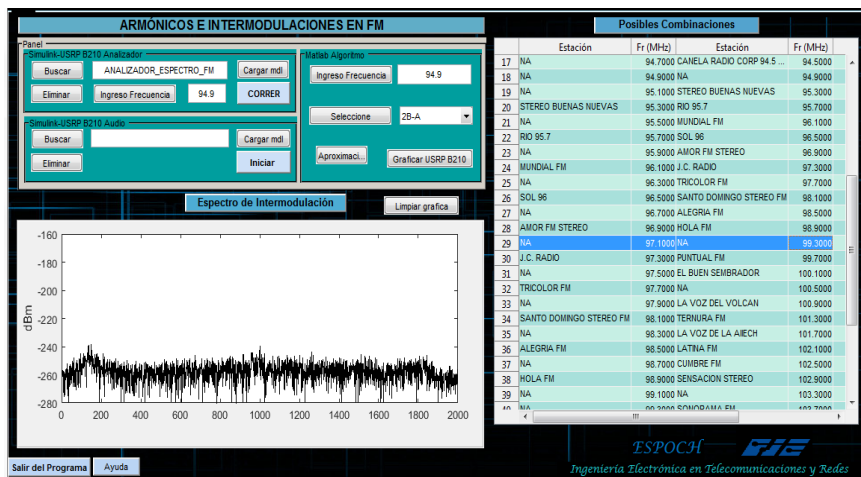 ARMÓNICOS E INTERMODULACIONES EN FM
Posibles Combinaciones
Panel
Simulink-USRP B210 Analizador
Buscar
ANALIZADOR_ESPECTRO_FM
Cargar mdl
Eliminar
Ingreso Frecuencia
94.9
CORRER
Simulink-USRP B210 Audio
Buscar
Cargar mdl
Eliminar
Iniciar
Matlab Algoritmo
Ingreso Frecuencia
94.9
Seleccione
2B-A
Aproximaci...
Graficar USRP B210
Espectro de Intermodulación
Limpiar grafica
-160
-180
-200
-220
-240
-260
-280
dBm
0 200 400 600 800 1000 1200 1400 1600 1800 2000
Estación Fr (MHz) Estación Fr (MHz)
17 NA 94.7000 CANELA RADIO CORP 94.5 ... 94.5000
18 NA 94.9000 NA 94.9000
19 NA 95.1000 STEREO BUENAS NUEVAS 95.3000
20 STEREO BUENAS NUEVAS 95.3000 RIO 95.7 95.7000
21 NA 95.5000 MUNDIAL FM 96.1000
22 RIO 95.7 95.7000 SOL 96 96.5000
23 NA 95.9000 AMOR FM STEREO 96.9000
24 MUNDIAL FM 96.1000 J.C. RADIO 97.3000
25 NA 96.3000 TRICOLOR FM 97.7000
26 SOL 96 96.5000 SANTO DOMINGO STEREO FM 98.1000
27 NA 96.7000 ALEGRIA FM 98.5000
28 AMOR FM STEREO 96.9000 HOLA FM 98.9000
29 NA 97.1000 NA 99.3000
30 J.C. RADIO 97.3000 PUNTUAL FM 99.7000
31 NA 97.5000 EL BUEN SEMBRADOR 100.1000
32 TRICOLOR FM 97.7000 NA 100.5000
33 NA 97.9000 LA VOZ DEL VOLCAN 100.9000
34 SANTO DOMINGO STEREO FM 98.1000 TERNURA FM 101.3000
35 NA 98.3000 LA VOZ DE LA AIIECH 101.7000
36 ALEGRIA FM 98.5000 LATINA FM 102.1000
37 NA 98.7000 CUMBRE FM 102.5000
38 HOLA FM 98.9000 SENSACION STEREO 102.9000
39 NA 99.1000 NA 103.3000
40 NA 99.3000 SONORAMA FM 103.7000
ESPOCH FIE
Ingeniería Electrónica en Telecomunicaciones y Redes
Salir del Programa
Ayuda